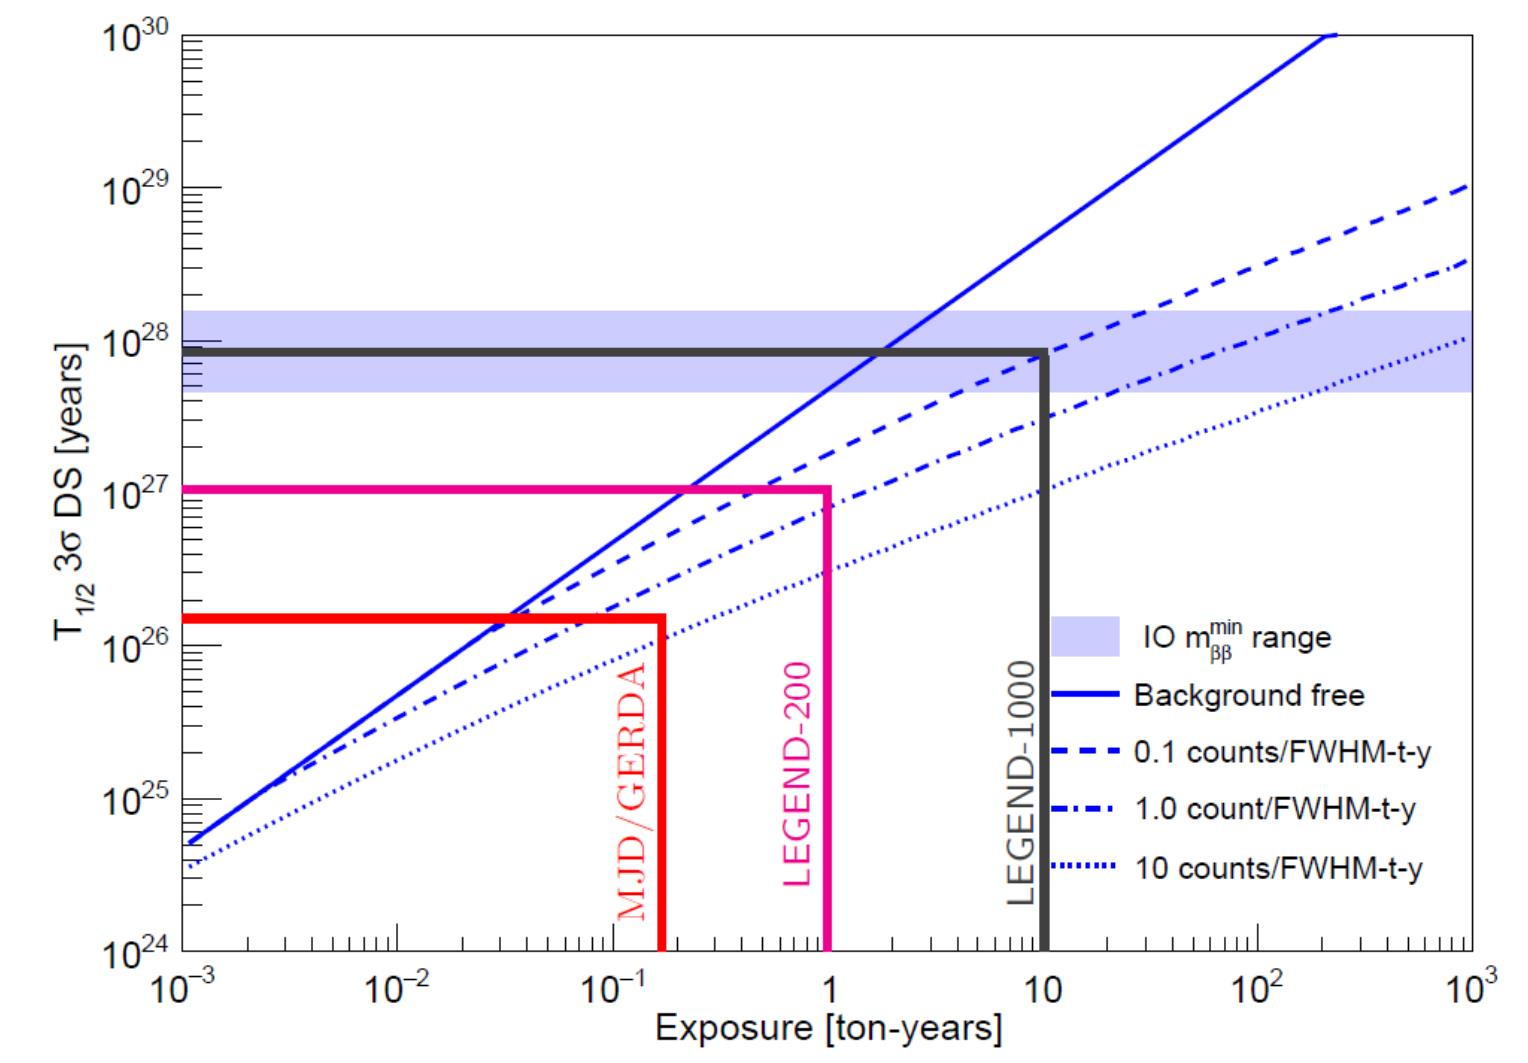 10^30
10^29
10^28
10^27
10^26
10^25
10^24
T_1/2 3σ DS [years]
10^–3
10^–2
10^–1
1
10
10^2
10^3
Exposure [ton-years]
MJD/GERDA
LEGEND-200
LEGEND-1000
IO m_ββ^min range
Background free
0.1 counts/FWHM-t-y
1.0 count/FWHM-t-y
10 counts/FWHM-t-y